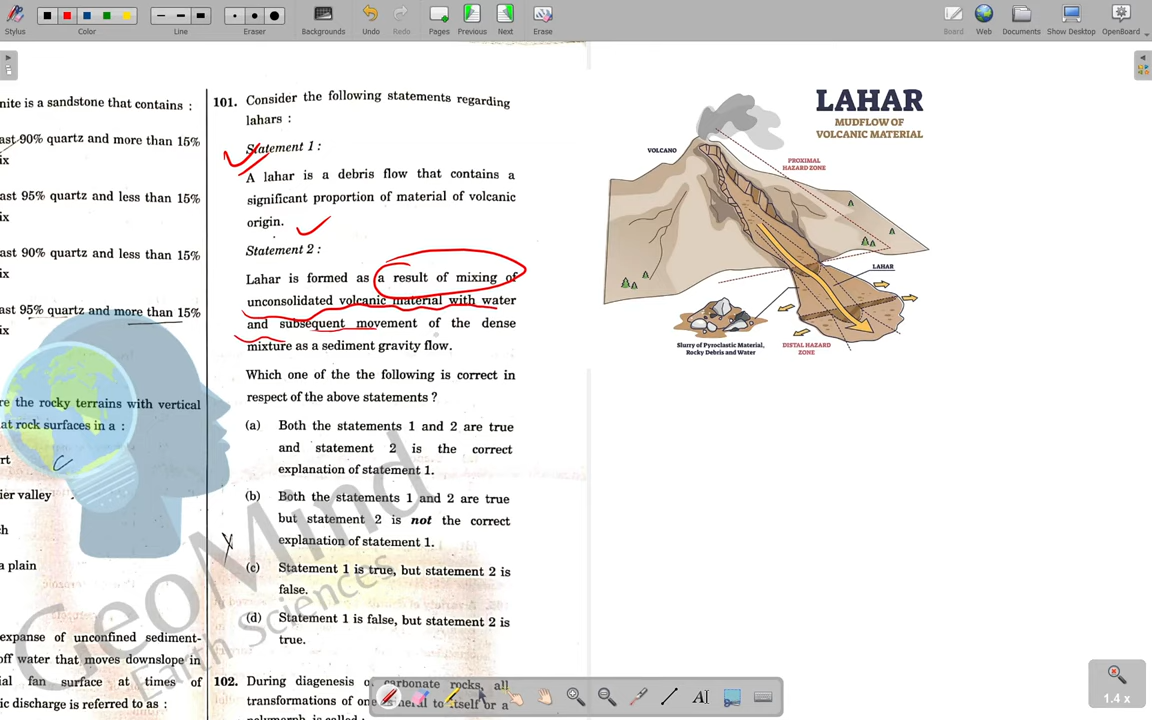 Stylus
Color
Line
Eraser
Backgrounds
Undo
Redo
Pages
Previous
Next
Erase
Board
Web
Documents
Show Desktop
OpenBoard
nite is a sandstone that contains :
ast 90% quartz and more than 15%
ix
ast 95% quartz and less than 15%
ix
ast 90% quartz and less than 15%
ix
ast 95% quartz and more than 15%
ix
re the rocky terrains with vertical
at rock surfaces in a :
rt
C
ier valley
ch
a plain
expanse of unconfined sediment-
off water that moves downslope in
ial fan surface at times of
ic discharge is referred to as :
101. Consider the following statements regarding
lahars :
Statement 1 :
A lahar is a debris flow that contains a
significant proportion of material of volcanic
origin.
Statement 2 :
Lahar is formed as a result of mixing of
unconsolidated volcanic material with water
and subsequent movement of the dense
mixture as a sediment gravity flow.
Which one of the the following is correct in
respect of the above statements ?
(a) Both the statements 1 and 2 are true
and statement 2 is the correct
explanation of statement 1.
(b) Both the statements 1 and 2 are true
but statement 2 is not the correct
explanation of statement 1.
(c) Statement 1 is true, but statement 2 is
false.
(d) Statement 1 is false, but statement 2 is
true.
102. During diagenesis o carbonate rocks, all
transformations of one to itself or a
polymorph is called :
GeoMind
Earth Sciences
LAHAR
MUDFLOW OF
VOLCANIC MATERIAL
VOLCANO
PROXIMAL
HAZARD ZONE
LAHAR
Slurry of Pyroclastic Material,
Rocky Debris and Water
DISTAL HAZARD
ZONE
1.4 x